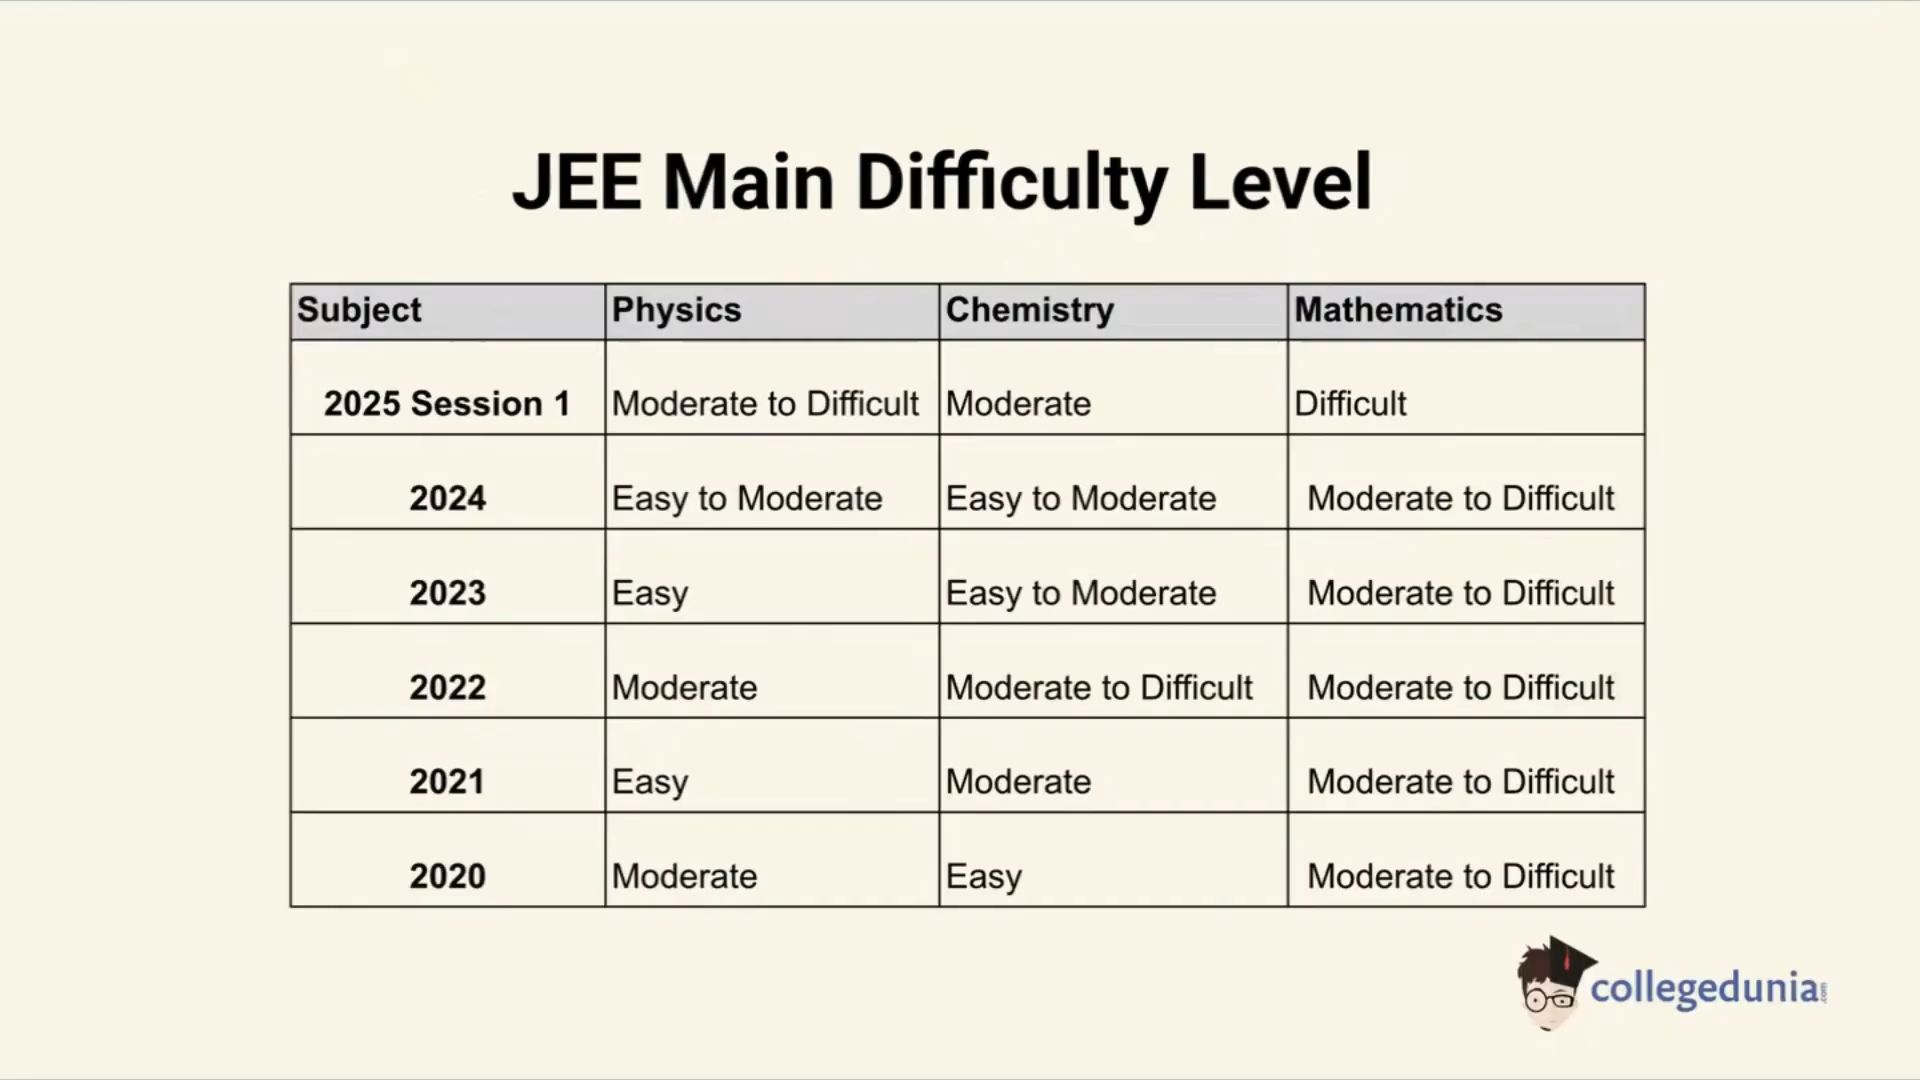 JEE Main Difficulty Level
Subject Physics Chemistry Mathematics
2025 Session 1 Moderate to Difficult Moderate Difficult
2024 Easy to Moderate Easy to Moderate Moderate to Difficult
2023 Easy Easy to Moderate Moderate to Difficult
2022 Moderate Moderate to Difficult Moderate to Difficult
2021 Easy Moderate Moderate to Difficult
2020 Moderate Easy Moderate to Difficult
collegedunia.com